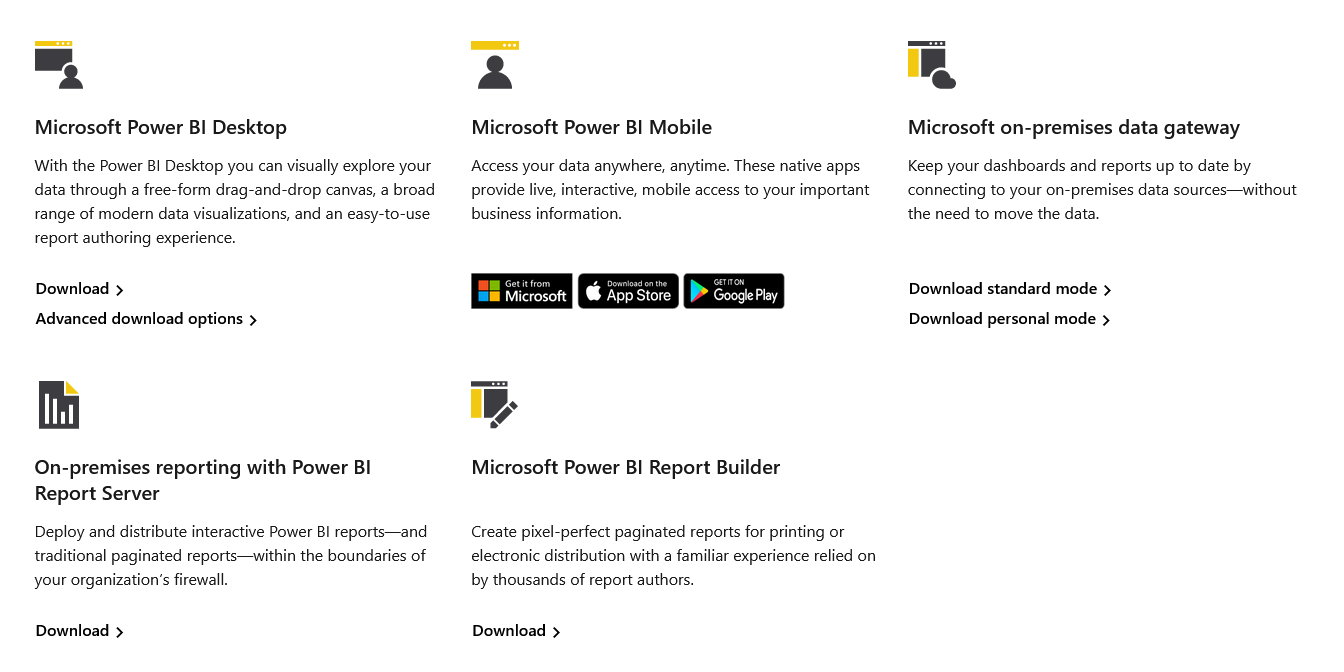 Microsoft Power BI Desktop
With the Power BI Desktop you can visually explore your
data through a free-form drag-and-drop canvas, a broad
range of modern data visualizations, and an easy-to-use
report authoring experience.
Download
Advanced download options
Microsoft Power BI Mobile
Access your data anywhere, anytime. These native apps
provide live, interactive, mobile access to your important
business information.
Get it from
Microsoft
Download on the
App Store
GET IT ON
Google Play
Microsoft on-premises data gateway
Keep your dashboards and reports up to date by
connecting to your on-premises data sources—without
the need to move the data.
Download standard mode
Download personal mode
On-premises reporting with Power BI
Report Server
Deploy and distribute interactive Power BI reports—and
traditional paginated reports—within the boundaries of
your organization’s firewall.
Download
Microsoft Power BI Report Builder
Create pixel-perfect paginated reports for printing or
electronic distribution with a familiar experience relied on
by thousands of report authors.
Download